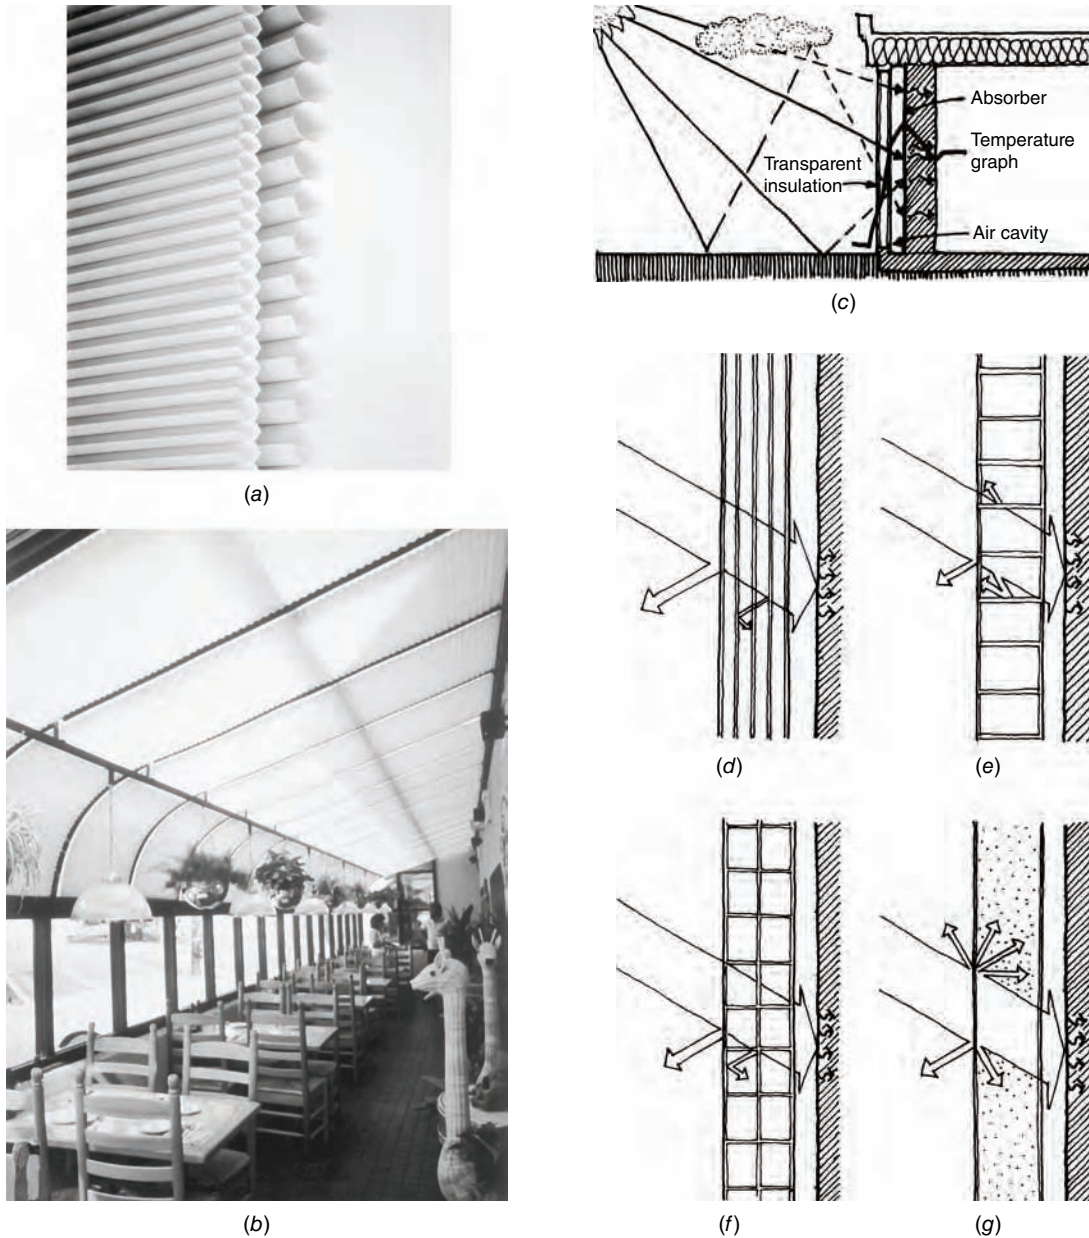 (a)
Absorber
Temperature
graph
Transparent
insulation
Air cavity
(c)
(b)
(d)
(e)
(f)
(g)